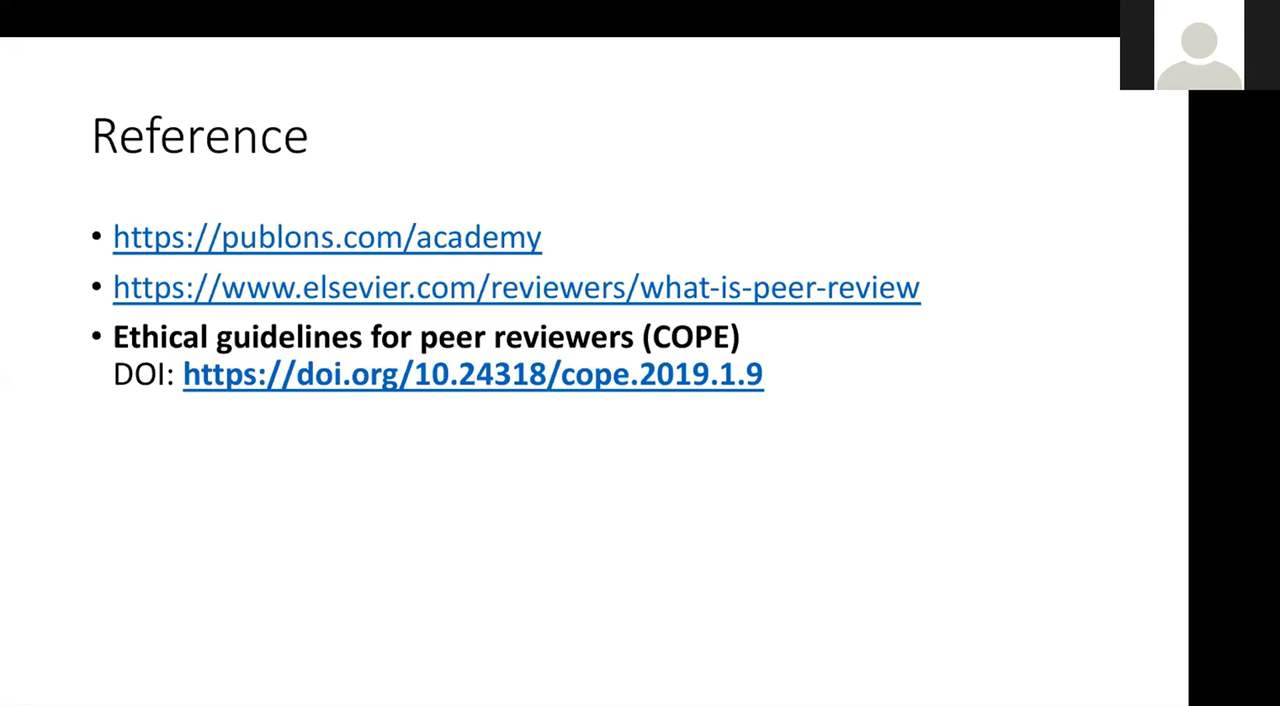 Reference
• https://publons.com/academy
• https://www.elsevier.com/reviewers/what-is-peer-review
• Ethical guidelines for peer reviewers (COPE)
DOI: https://doi.org/10.24318/cope.2019.1.9